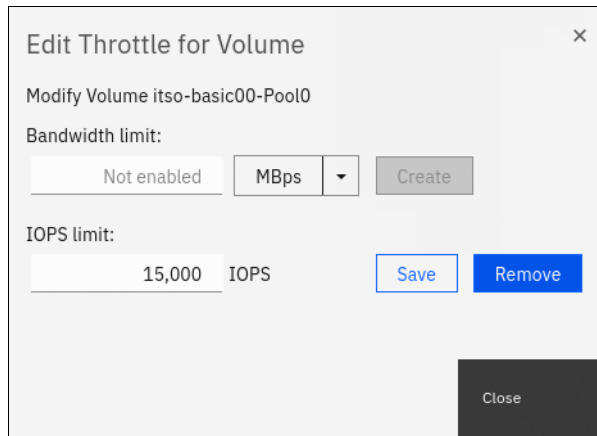 Edit Throttle for Volume
×
Modify Volume itso-basic00-Pool0
Bandwidth limit:
Not enabled MBps Create
IOPS limit:
15,000 IOPS Save Remove
Close